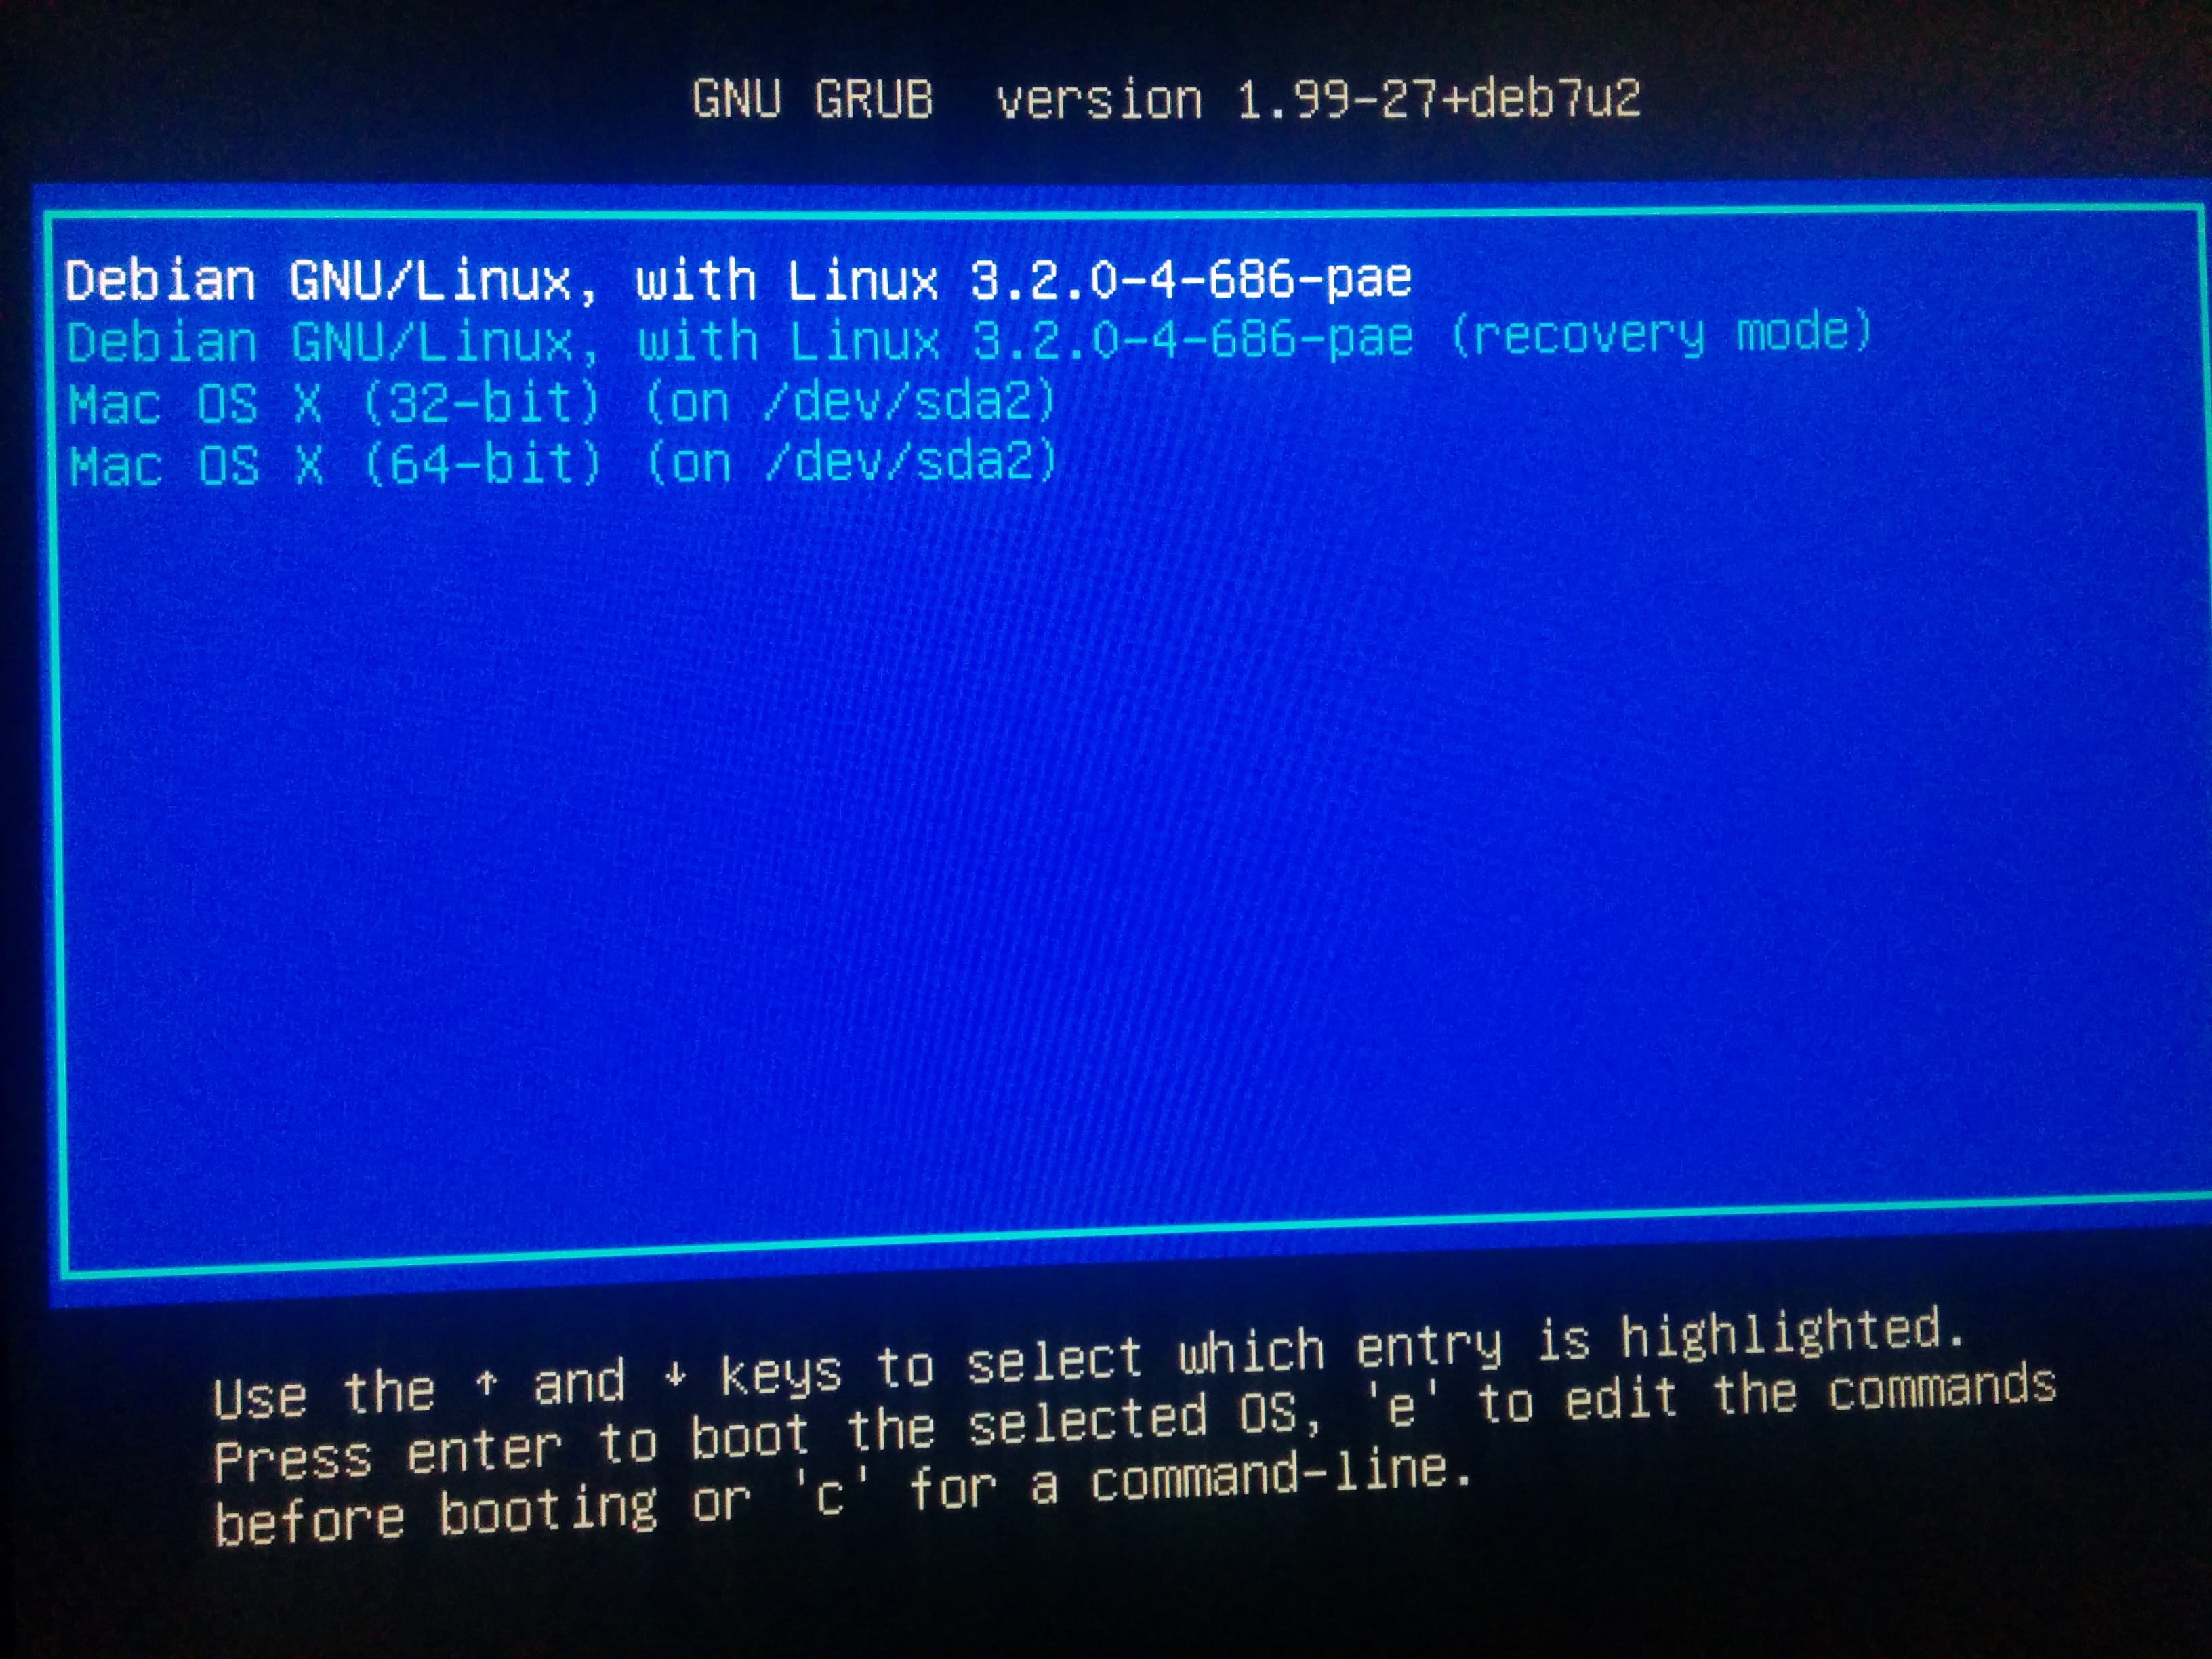 GNU GRUB  version 1.99-27+deb7u2
Debian GNU/Linux, with Linux 3.2.0-4-686-pae
Debian GNU/Linux, with Linux 3.2.0-4-686-pae (recovery mode)
Mac OS X (32-bit) (on /dev/sda2)
Mac OS X (64-bit) (on /dev/sda2)
Use the ↑ and ↓ keys to select which entry is highlighted.
Press enter to boot the selected OS, 'e' to edit the commands
before booting or 'c' for a command-line.